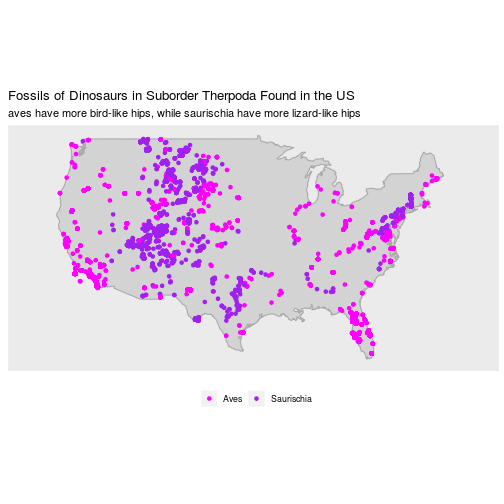 Fossils of Dinosaurs in Suborder Therpoda Found in the US
aves have more bird-like hips, while saurischia have more lizard-like hips
Aves Saurischia